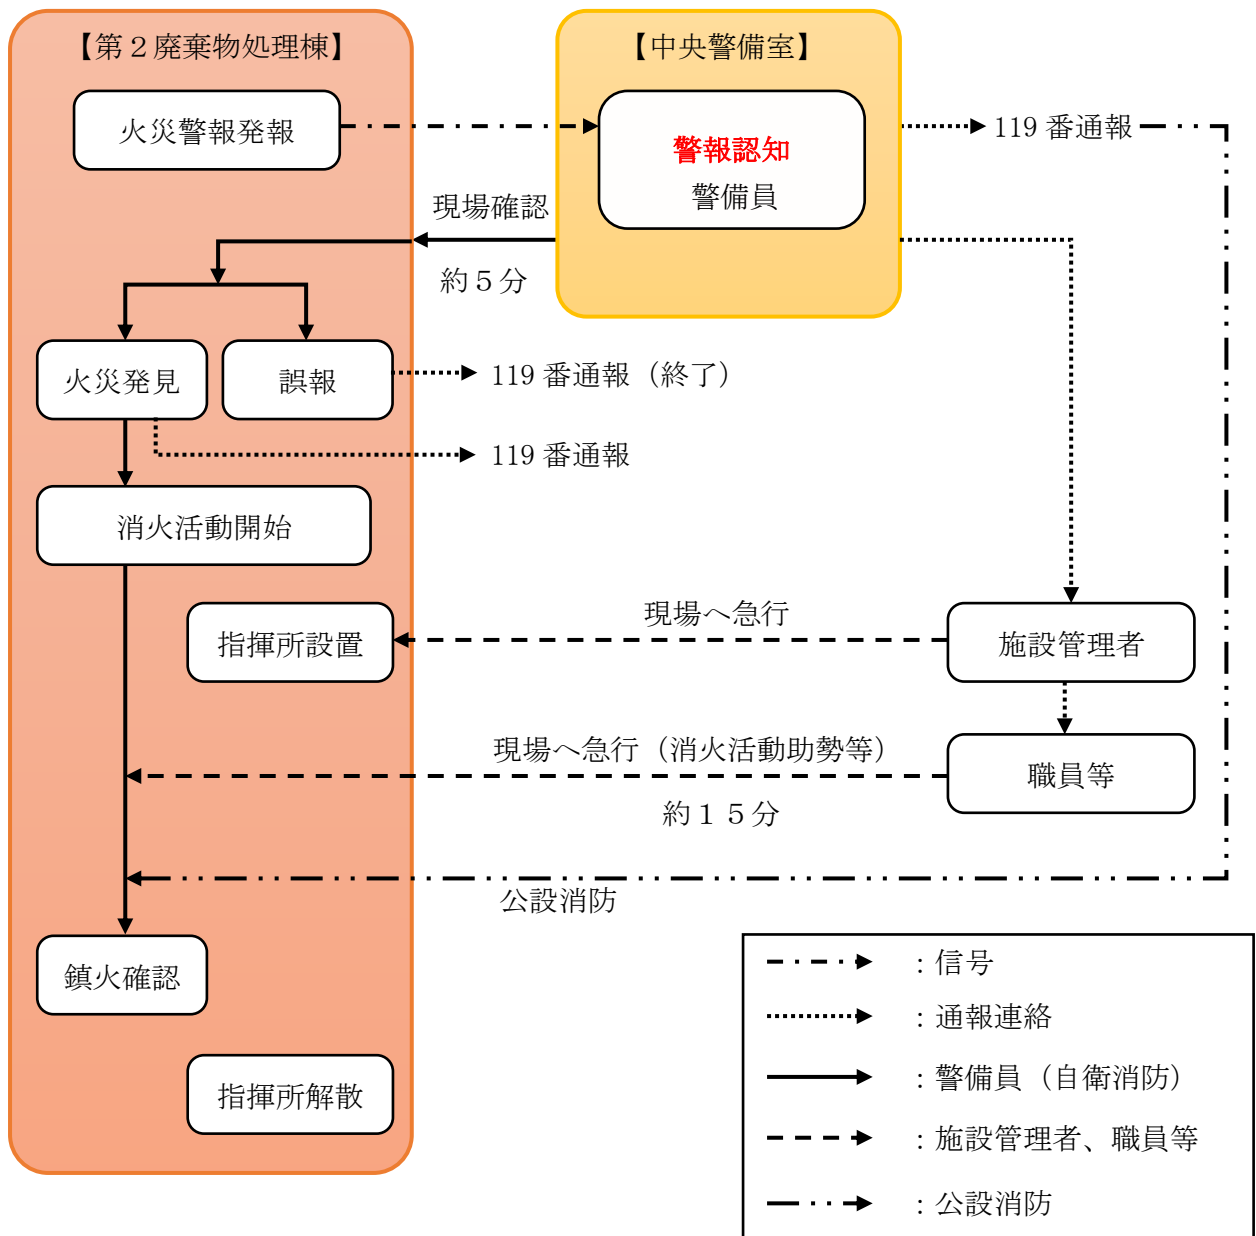 【第２廃棄物処理棟】
【中央警備室】
火災警報発報
警報認知
警備員
119 番通報
現場確認
約５分
火災発見
誤報
119 番通報（終了）
119 番通報
消火活動開始
現場へ急行
指揮所設置
施設管理者
現場へ急行（消火活動助勢等）
職員等
約１５分
公設消防
鎮火確認
指揮所解散
：信号
：通報連絡
：警備員（自衛消防）
：施設管理者、職員等
：公設消防